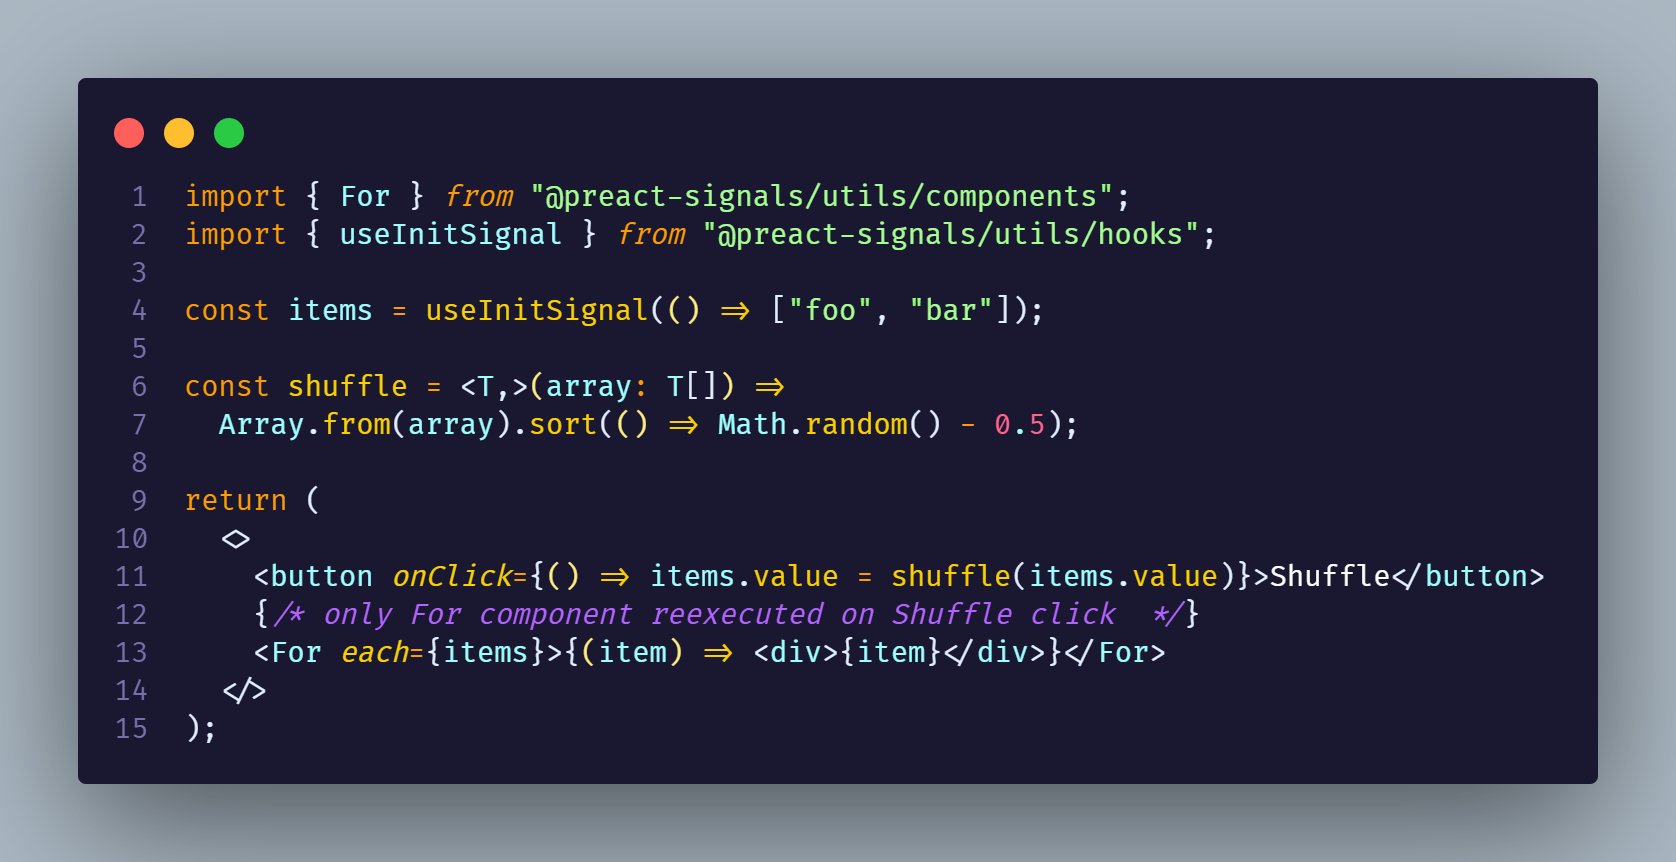 1 import { For } from "@preact-signals/utils/components";
2 import { useInitSignal } from "@preact-signals/utils/hooks";
3
4 const items = useInitSignal(() => ["foo", "bar"]);
5
6 const shuffle = <T,>(array: T[]) =>
7   Array.from(array).sort(() => Math.random() - 0.5);
8
9 return (
10   <>
11     <button onClick={() => items.value = shuffle(items.value)}>Shuffle</button>
12     {/* only For component reexecuted on Shuffle click  */}
13     <For each={items}>{(item) => <div>{item}</div>}</For>
14   </>
15 );